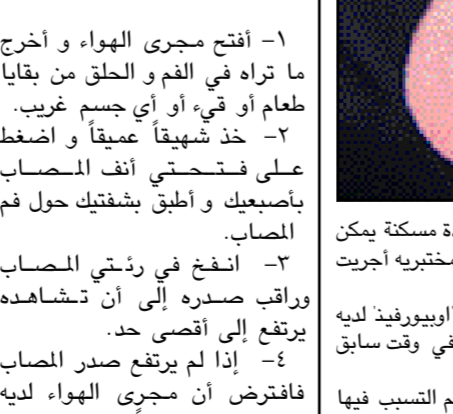 ١- أفتح مجرى الهواء و أخرج
ما تراه في الفم و الحلق من بقايا
طعام أو قيء أو أي جسم غريب.
٢- خذ شهيقاً عميقاً و اضغط
على فتحتي أنف المصاب
بأصبعيك و أطبق بشفتيك حول فم
المصاب.
٣- انفخ في رئتي المصاب
وراقب صدره إلى أن تشاهده
يرتفع إلى أقصى حد.
٤- إذا لم يرتفع صدر المصاب
فافترض أن مجرى الهواء لديه
مسكنة يمكن
مختبريه أجريت
اوبيورفيذ' لديه
في وقت سابق
م التسبب فيها